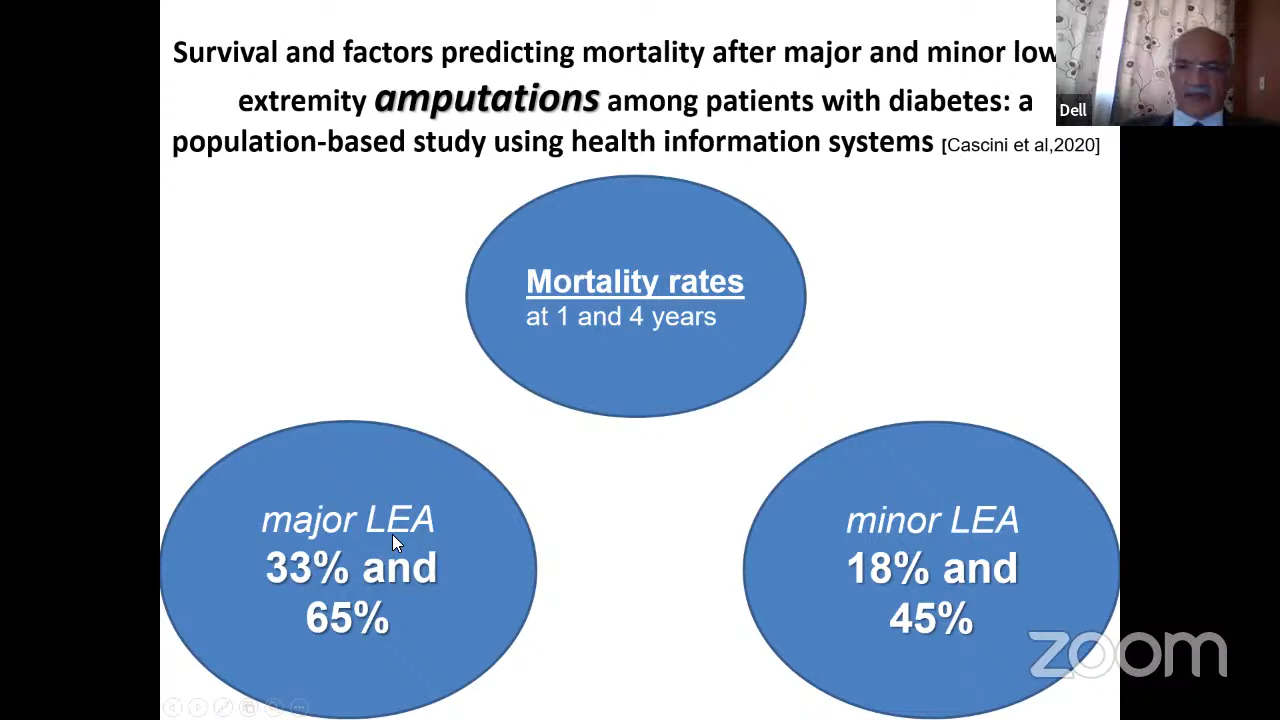 Survival and factors predicting mortality after major and minor low
extremity amputations among patients with diabetes: a
population-based study using health information systems [Cascini et al,2020]
Dell
Mortality rates
at 1 and 4 years
major LEA
33% and
65%
minor LEA
18% and
45%
zoom